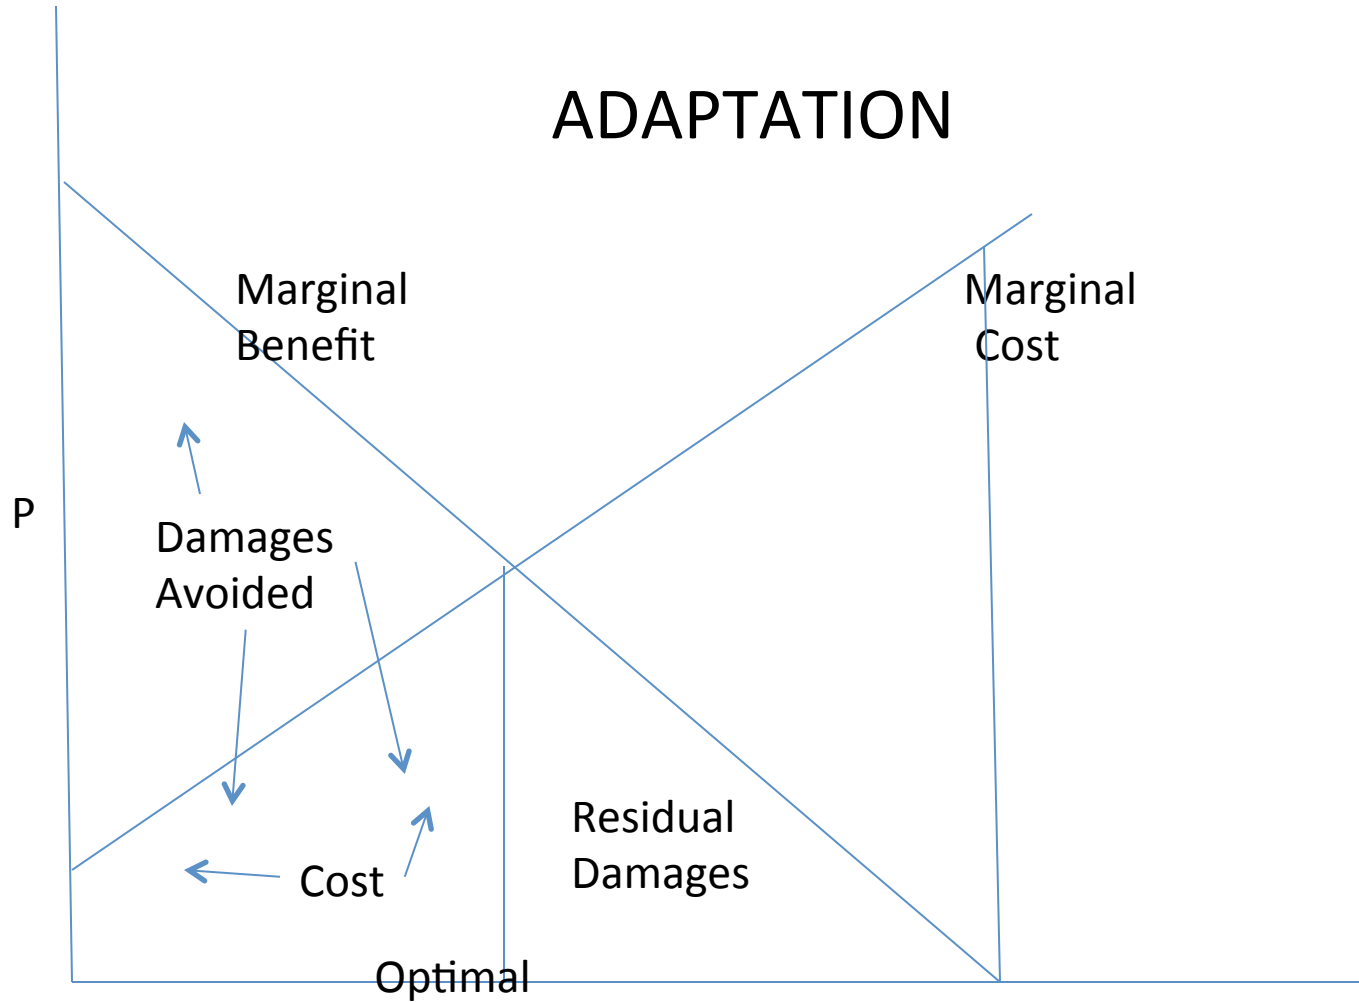 ADAPTATION
Marginal
Benefit
Marginal
Cost
P
Damages
Avoided
Residual
Damages
Cost
Optimal